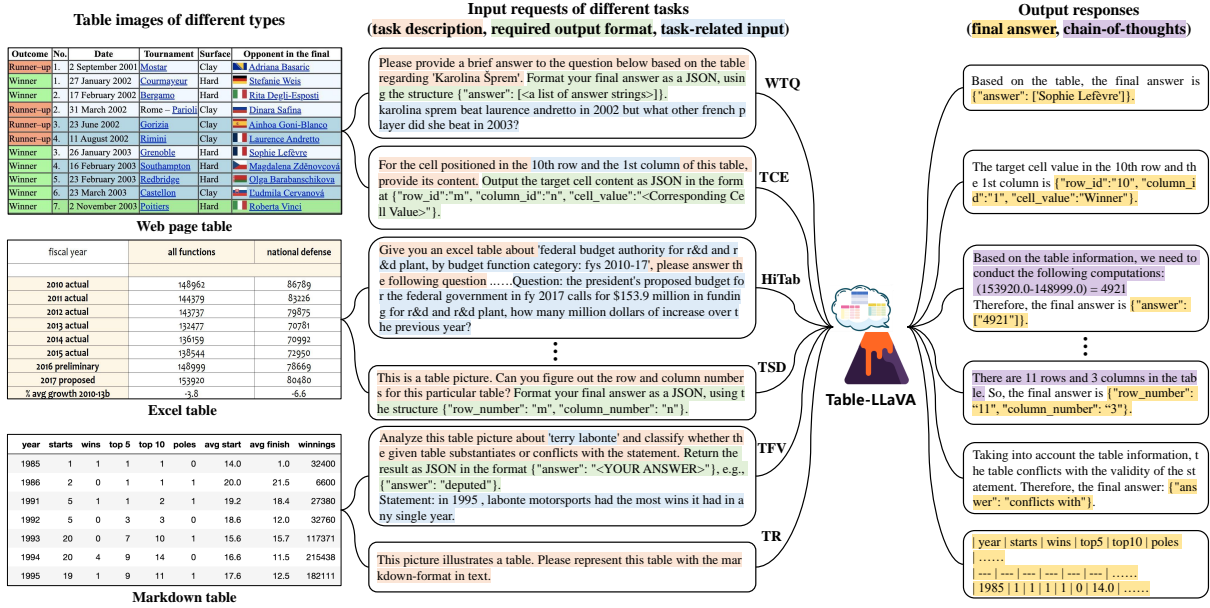 Table images of different types
Outcome No. Date Tournament Surface Opponent in the final
Runner–up 1. 2 September 2001 Mostar Clay Adriana Basaric
Winner 1. 27 January 2002 Courmayeur Hard Stefanie Weis
Winner 2. 17 February 2002 Bergamo Hard Rita Degli-Esposti
Runner–up 2. 31 March 2002 Rome – Parioli Clay Dinara Safina
Runner–up 3. 23 June 2002 Gorizia Clay Ainhoa Goni-Blanco
Runner–up 4. 11 August 2002 Rimini Clay Laurence Andretto
Winner 3. 26 January 2003 Grenoble Hard Sophie Lefèvre
Winner 4. 16 February 2003 Southampton Hard Magdalena Zděnovcová
Winner 5. 23 February 2003 Redbridge Hard Olga Barabanschikova
Winner 6. 23 March 2003 Castellon Clay Ľudmila Cervanová
Winner 7. 2 November 2003 Poitiers Hard Roberta Vinci
Web page table
fiscal year all functions national defense
2010 actual 148962 86789
2011 actual 144379 83226
2012 actual 143737 79875
2013 actual 132477 70781
2014 actual 136159 70992
2015 actual 138544 72950
2016 preliminary 148999 78669
2017 proposed 153920 80480
% avg growth 2010-13b -3.8 -6.6
Excel table
year starts wins top 5 top 10 poles avg start avg finish winnings
1985 1 1 1 1 0 14.0 1.0 32400
1986 2 0 1 1 1 20.0 21.5 6600
1991 5 1 1 2 1 19.2 18.4 27380
1992 5 0 3 3 0 18.6 12.0 32760
1993 20 0 7 10 1 15.6 15.7 117371
1994 20 4 9 14 0 16.6 11.5 215438
1995 19 1 9 11 1 17.6 12.5 182111
Markdown table
Input requests of different tasks
(task description, required output format, task-related input)
Please provide a brief answer to the question below based on the table
regarding 'Karolina Šprem'. Format your final answer as a JSON, usin
g the structure {"answer": [<a list of answer strings>]}.
karolina sprem beat laurence andretto in 2002 but what other french p
layer did she beat in 2003?
WTQ
For the cell positioned in the 10th row and the 1st column of this table,
provide its content. Output the target cell content as JSON in the form
at {"row_id":"m", "column_id":"n", "cell_value":"<Corresponding Ce
ll Value>"}.
TCE
Give you an excel table about 'federal budget authority for r&d and r
&d plant, by budget function category: fys 2010-17', please answer th
e following question ……Question: the president's proposed budget fo
r the federal government in fy 2017 calls for $153.9 million in fundin
g for r&d and r&d plant, how many million dollars of increase over t
he previous year?
HiTab
This is a table picture. Can you figure out the row and column number
s for this particular table? Format your final answer as a JSON, using t
he structure {"row_number": "m", "column_number": "n"}.
TSD
Analyze this table picture about 'terry labonte' and classify whether th
e given table substantiates or conflicts with the statement. Return the
result as JSON in the format {"answer": "<YOUR ANSWER>"}, e.g.,
{"answer": "deputed"}.
Statement: in 1995 , labonte motorsports had the most wins it had in a
ny single year.
TFV
This picture illustrates a table. Please represent this table with the mar
kdown-format in text.
TR
Table-LLaVA
Output responses
(final answer, chain-of-thoughts)
Based on the table, the final answer is
{"answer": ['Sophie Lefèvre']}.
The target cell value in the 10th row and th
e 1st column is {"row_id":"10", "column_i
d":"1", "cell_value":"Winner"}.
Based on the table information, we need to
conduct the following computations:
(153920.0-148999.0) = 4921
Therefore, the final answer is {"answer":
["4921"]}.
There are 11 rows and 3 columns in the tab
le. So, the final answer is {"row_number":
“11”, "column_number": “3”}.
Taking into account the table information, t
he table conflicts with the validity of the st
atement. Therefore, the final answer: {"ans
wer": "conflicts with"}.
| year | starts | wins | top5 | top10 | poles
| ……
| --- | --- | --- | --- | --- | --- | ……
| 1985 | 1 | 1 | 1 | 1 | 0 | 14.0 | ……